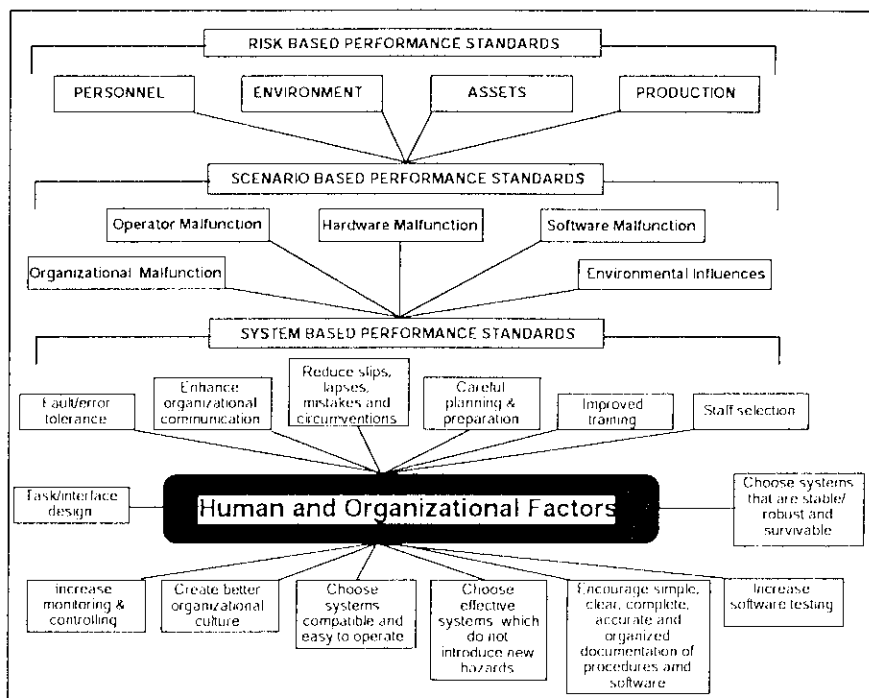 RISK BASED PERFORMANCE STANDARDS
PERSONNEL
ENVIRONMENT
ASSETS
PRODUCTION
SCENARIO BASED PERFORMANCE STANDARDS
Operator Malfunction
Hardware Malfunction
Software Malfunction
Organizational Malfunction
Environmental Influences
SYSTEM BASED PERFORMANCE STANDARDS
Fault/error
tolerance
Enhance
organizational
communication
Reduce slips,
lapses,
mistakes and
circumventions
Careful
planning &
preparation
Improved
training
Staff selection
Task/interface
design
Human and Organizational Factors
Choose systems
that are stable/
robust and
survivable
increase
monitoring &
controlling
Create better
organizational
culture
Choose
systems
compatible and
easy to operate
Choose
effective
systems which
do not
introduce new
hazards
Encourage simple,
clear, complete,
accurate and
organized
documentation of
procedures amd
software
Increase
software testing